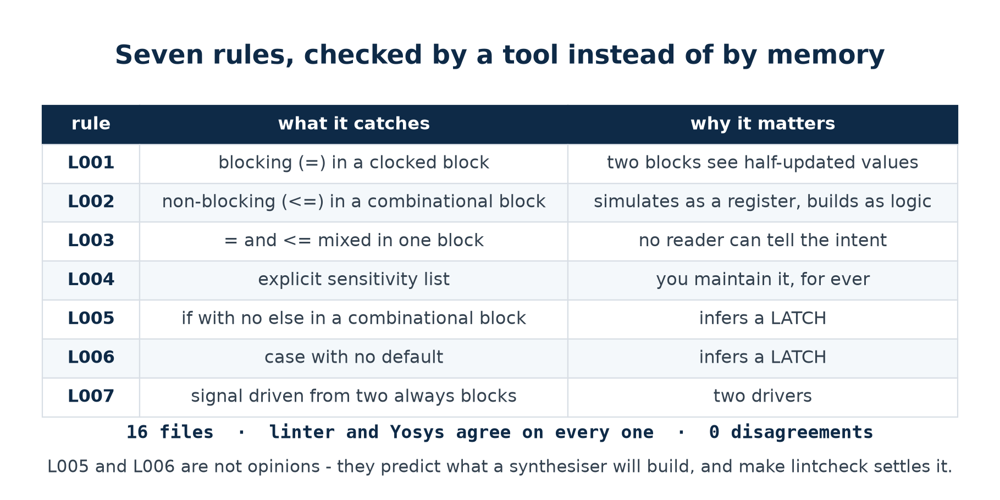 Seven rules, checked by a tool instead of by memory
rule what it catches why it matters
L001 blocking (=) in a clocked block two blocks see half-updated values
L002 non-blocking (<=) in a combinational block simulates as a register, builds as logic
L003 = and <= mixed in one block no reader can tell the intent
L004 explicit sensitivity list you maintain it, for ever
L005 if with no else in a combinational block infers a LATCH
L006 case with no default infers a LATCH
L007 signal driven from two always blocks two drivers
16 files · linter and Yosys agree on every one · 0 disagreements
L005 and L006 are not opinions - they predict what a synthesiser will build, and make lintcheck settles it.